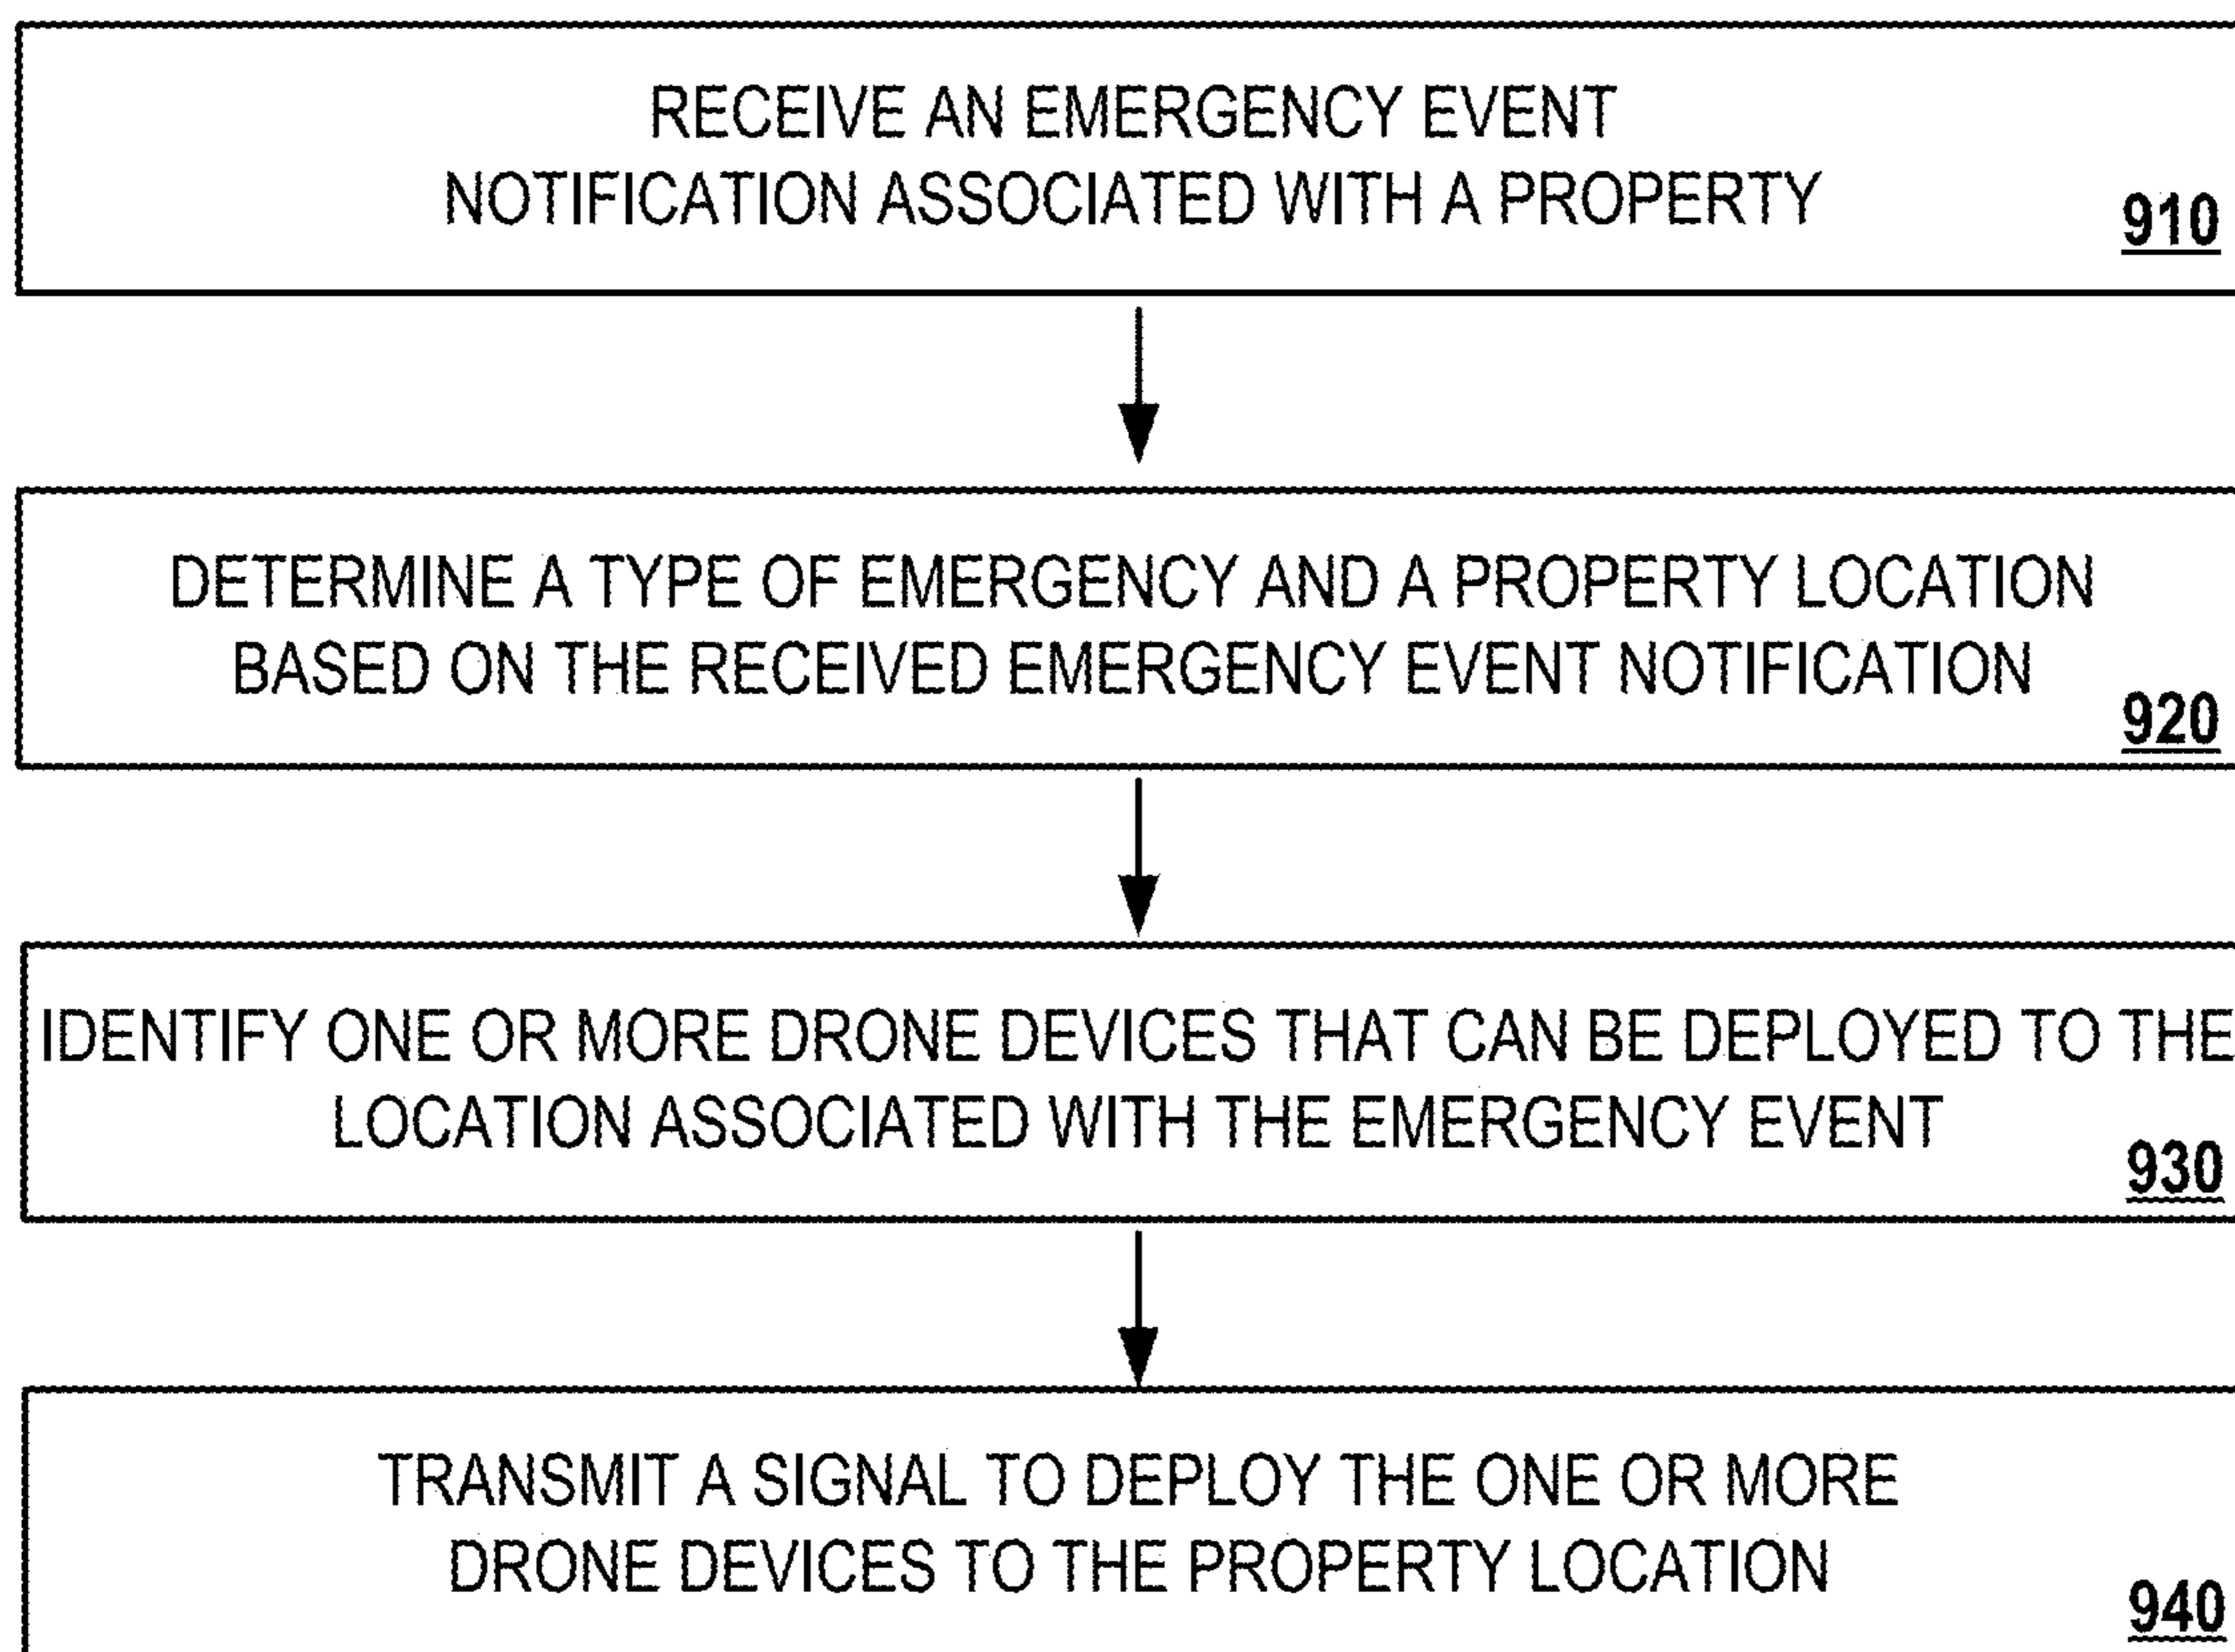 RECEIVE AN EMERGENCY EVENT
NOTIFICATION ASSOCIATED WITH A PROPERTY
910
DETERMINE A TYPE OF EMERGENCY AND A PROPERTY LOCATION
BASED ON THE RECEIVED EMERGENCY EVENT NOTIFICATION
920
IDENTIFY ONE OR MORE DRONE DEVICES THAT CAN BE DEPLOYED TO THE
LOCATION ASSOCIATED WITH THE EMERGENCY EVENT
930
TRANSMIT A SIGNAL TO DEPLOY THE ONE OR MORE
DRONE DEVICES TO THE PROPERTY LOCATION
940